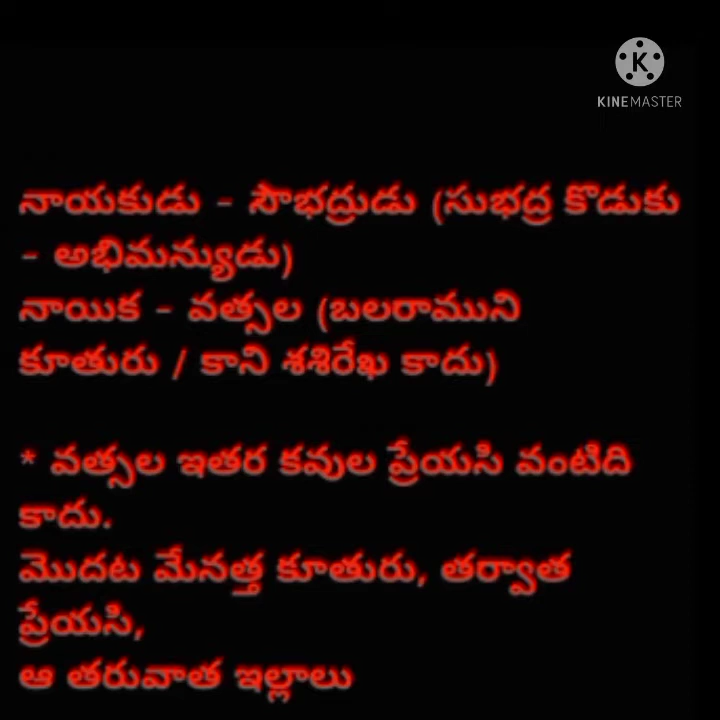 KINEMASTER
నాయకుడు - సౌభద్రుడు (సుభద్ర కొడుకు
- అభిమన్యుడు)
నాయిక - వత్సల (బలరాముని
కూతురు / కాని శశిరేఖ కాదు)
* వత్సల ఇతర కవుల ప్రేయసి వంటిది
కాదు.
మొదట మేనత్త కూతురు, తర్వాత
ప్రేయసి,
ఆ తరువాత ఇల్లాలు